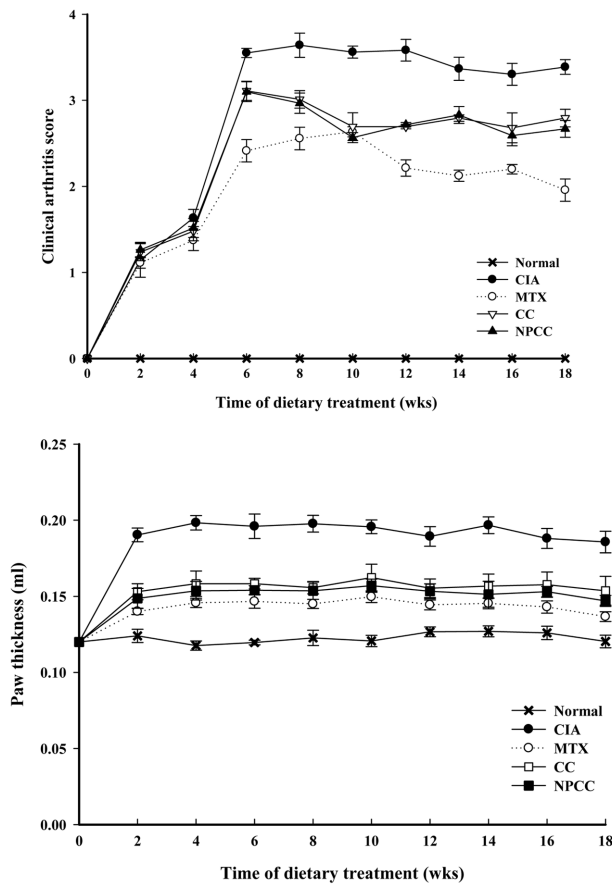 4
3
2
1
0
Clinical arthritis score
Normal
CIA
MTX
CC
NPCC
0 2 4 6 8 10 12 14 16 18
Time of dietary treatment (wks)
0.25
0.20
0.15
0.10
0.05
0.00
Paw thickness (ml)
Normal
CIA
MTX
CC
NPCC
0 2 4 6 8 10 12 14 16 18
Time of dietary treatment (wks)